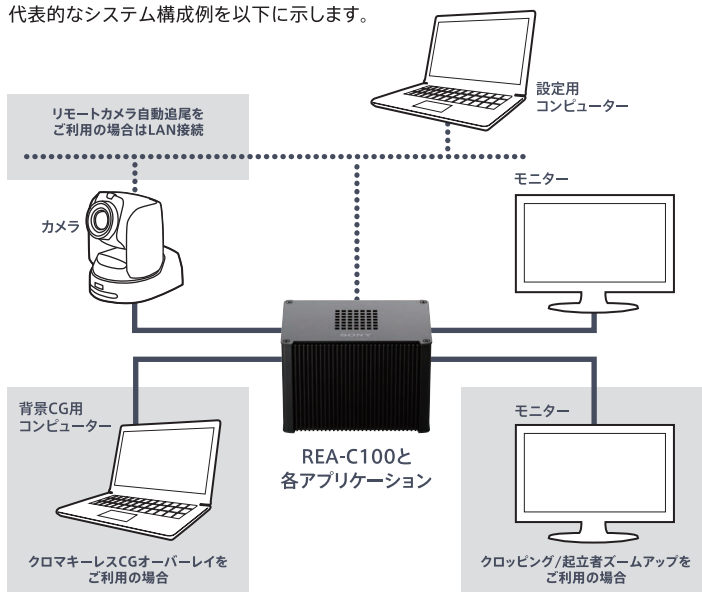 代表的なシステム構成例を以下に示します。
設定用
コンピューター
リモートカメラ自動追尾を
ご利用の場合はLAN接続
モニター
カメラ
SONY
背景CG用
コンピューター
モニター
REA-C100と
各アプリケーション
クロマキーレスCGオーバーレイを
ご利用の場合
クロッピング/起立者ズームアップを
ご利用の場合